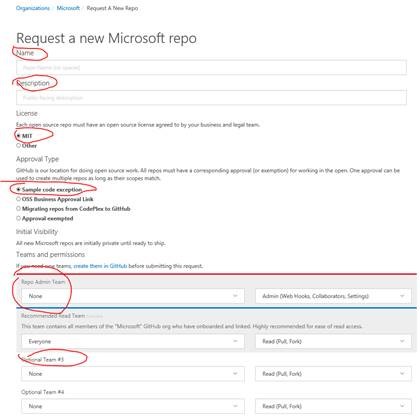 Organizations / Microsoft / Request A New Repo
Request a new Microsoft repo
Name
Repo Name (no spaces)
Description
Public-facing description
License
Each open source repo must have an open source license agreed to by your business and legal team.
MIT
Other
Approval Type
GitHub is our location for doing open source work. All repos must have a corresponding approval (or exemption) for working in the open. One approval can be
used to create multiple repos as long as their scopes match.
Sample code exception
OSS Business Approval Link
Migrating repos from CodePlex to GitHub
Approval exempted
Initial Visibility
All new Microsoft repos are initially private until ready to ship.
Teams and permissions
If you need new teams, create them in GitHub before submitting this request.
Repo Admin Team
None
Admin (Web Hooks, Collaborators, Settings)
Recommended Read Team
This team contains all members of the "Microsoft" GitHub org who have onboarded and linked. Highly recommended for ease of read access.
Everyone
Read (Pull, Fork)
Optional Team #3
None
Read (Pull, Fork)
Optional Team #4
None
Read (Pull, Fork)